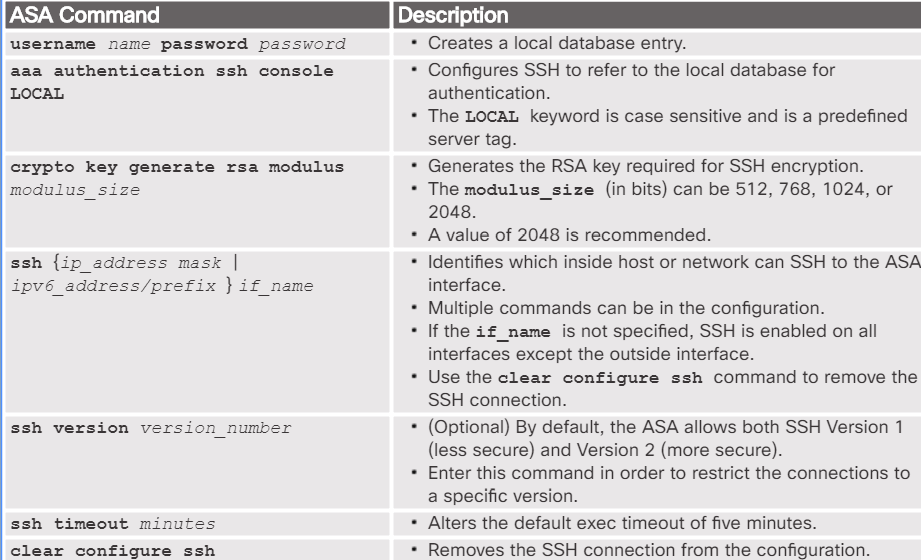 ASA Command Description
username name password password
• Creates a local database entry.
aaa authentication ssh console
LOCAL
• Configures SSH to refer to the local database for
authentication.
• The LOCAL keyword is case sensitive and is a predefined
server tag.
crypto key generate rsa modulus
modulus_size
• Generates the RSA key required for SSH encryption.
• The modulus_size (in bits) can be 512, 768, 1024, or
2048.
• A value of 2048 is recommended.
ssh {ip_address mask |
ipv6_address/prefix } if_name
• Identifies which inside host or network can SSH to the ASA
interface.
• Multiple commands can be in the configuration.
• If the if_name is not specified, SSH is enabled on all
interfaces except the outside interface.
• Use the clear configure ssh command to remove the
SSH connection.
ssh version version_number
• (Optional) By default, the ASA allows both SSH Version 1
(less secure) and Version 2 (more secure).
• Enter this command in order to restrict the connections to
a specific version.
ssh timeout minutes
• Alters the default exec timeout of five minutes.
clear configure ssh
• Removes the SSH connection from the configuration.